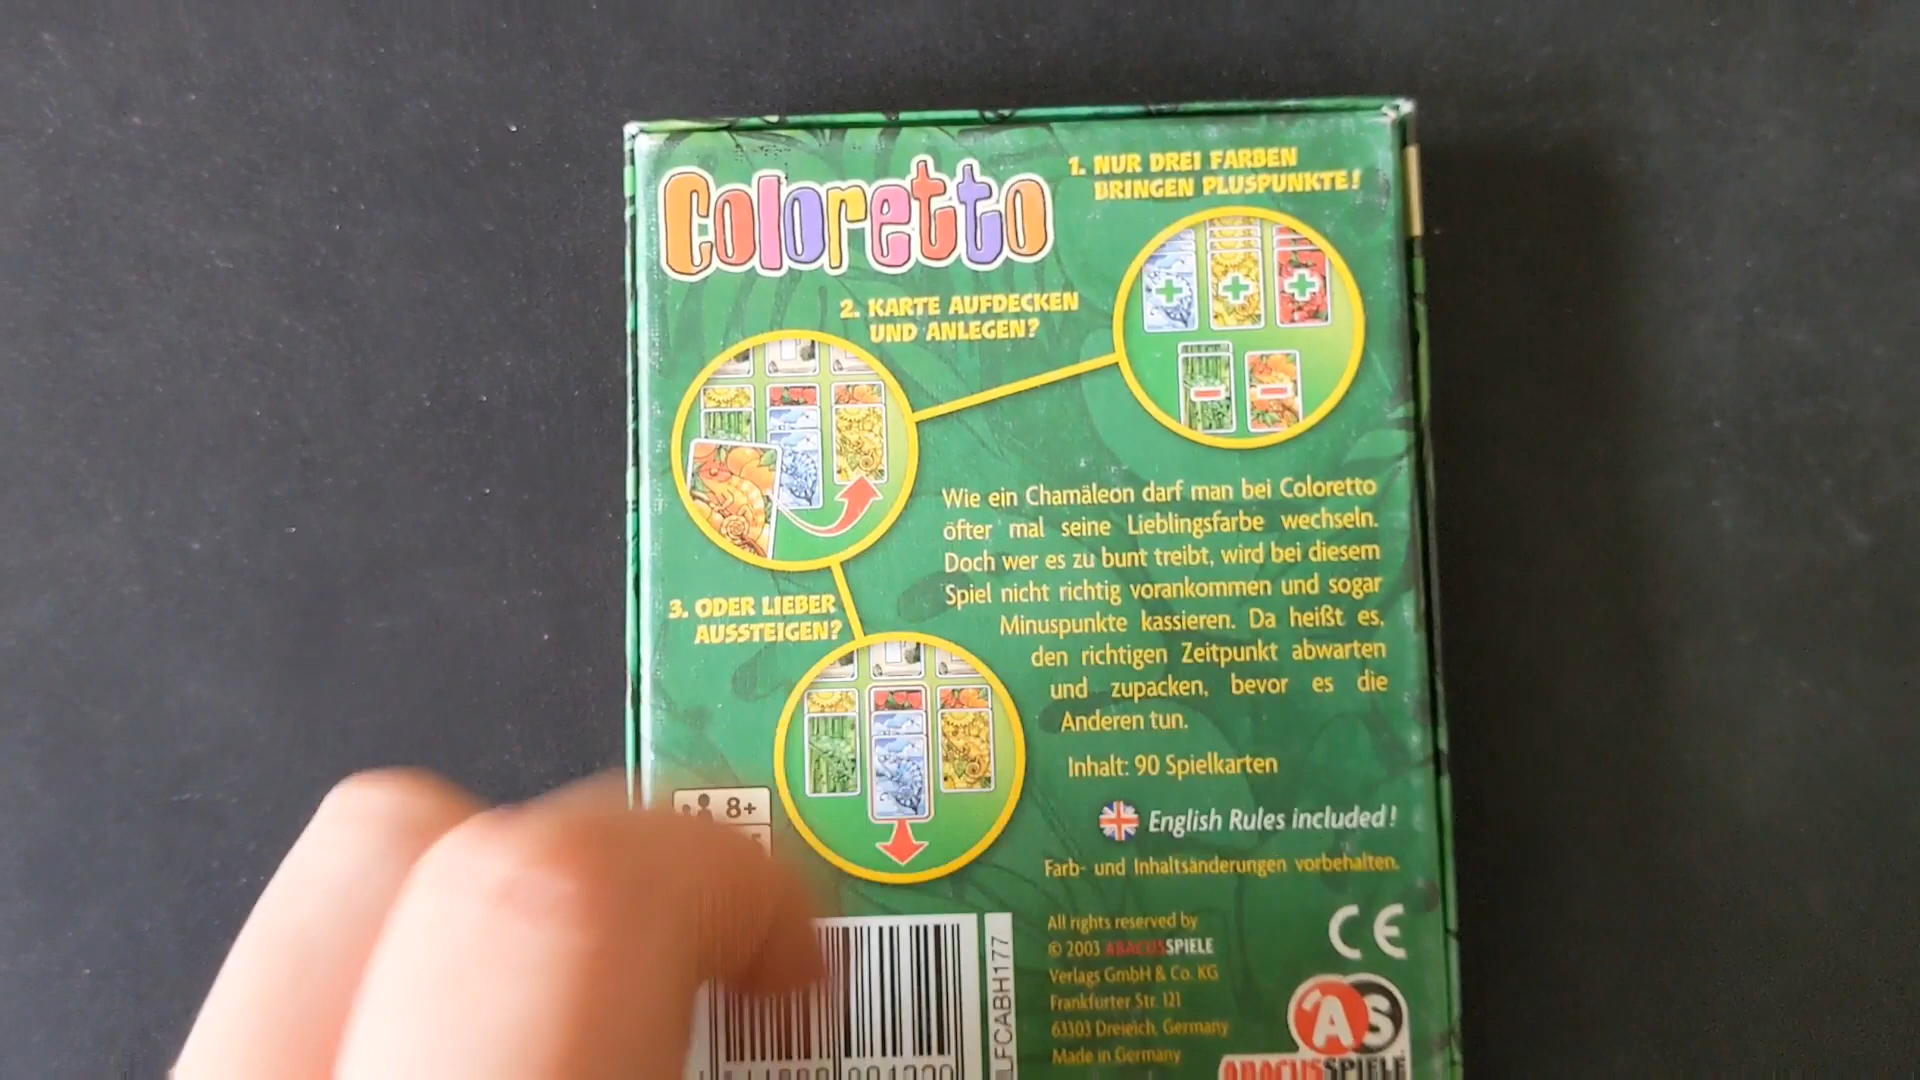 Coloretto
1. NUR DREI FARBEN
BRINGEN PLUSPUNKTE!
2. KARTE AUFDECKEN
UND ANLEGEN?
3. ODER LIEBER
AUSSTEIGEN?
Wie ein Chamäleon darf man bei Coloretto
öfter mal seine Lieblingsfarbe wechseln.
Doch wer es zu bunt treibt, wird bei diesem
Spiel nicht richtig vorankommen und sogar
Minuspunkte kassieren. Da heißt es,
den richtigen Zeitpunkt abwarten
und zupacken, bevor es die
Anderen tun.
Inhalt: 90 Spielkarten
English Rules included!
Farb- und Inhaltsänderungen vorbehalten.
8+
All rights reserved by
© 2003 ABACUSSPIELE
Verlags GmbH & Co. KG
Frankfurter Str. 121
63303 Dreieich, Germany
Made in Germany
CE
AS
ABACUSSPIELE
LFCABH177